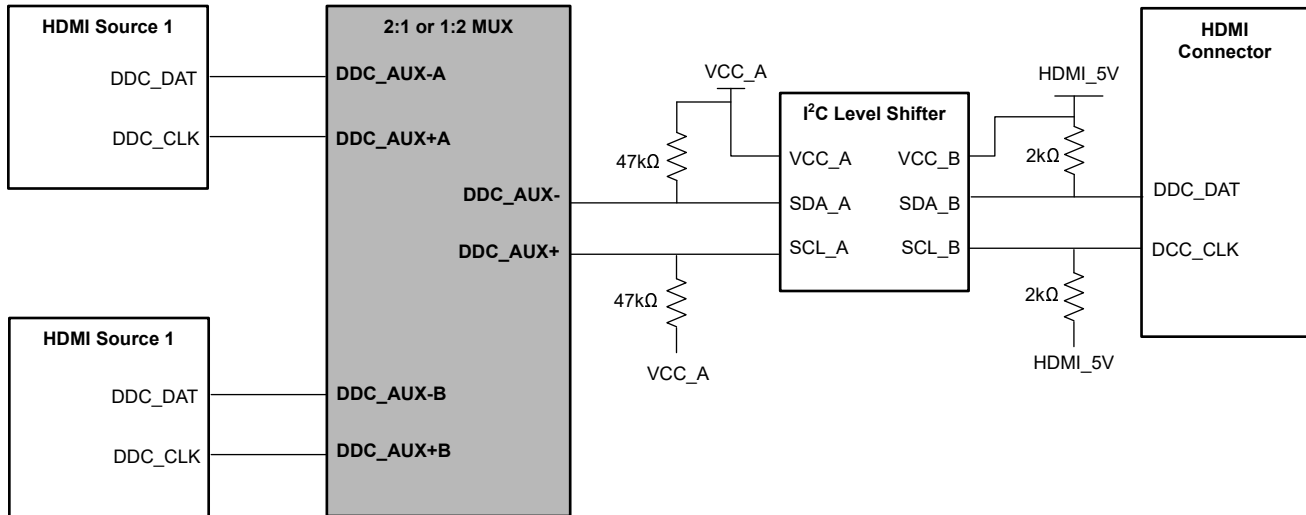 HDMI Source 1
DDC_DAT
DDC_CLK
2:1 or 1:2 MUX
DDC_AUX-A
DDC_AUX+A
DDC_AUX-
DDC_AUX+
DDC_AUX-B
DDC_AUX+B
HDMI Source 1
DDC_DAT
DDC_CLK
VCC_A
47kΩ
47kΩ
VCC_A
I²C Level Shifter
VCC_A
VCC_B
SDA_A
SDA_B
SCL_A
SCL_B
HDMI_5V
2kΩ
2kΩ
HDMI_5V
HDMI
Connector
DDC_DAT
DCC_CLK